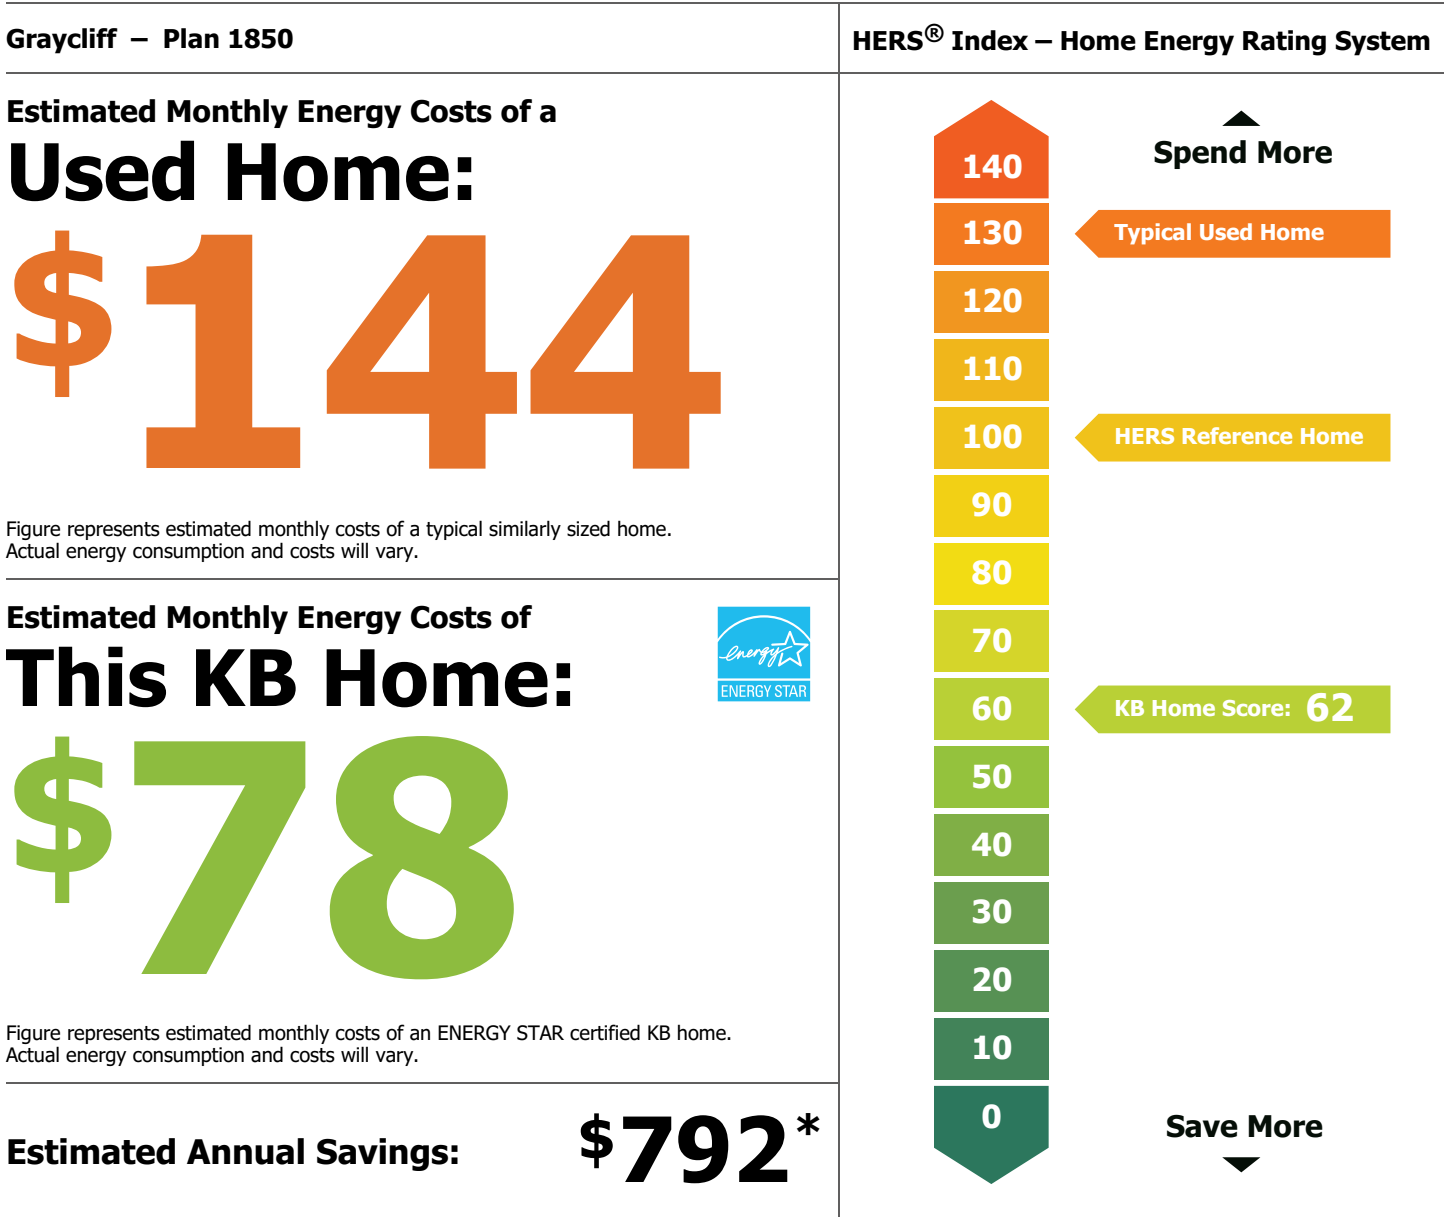 Graycliff – Plan 1850
Estimated Monthly Energy Costs of a
Used Home:
$144
Figure represents estimated monthly costs of a typical similarly sized home.
Actual energy consumption and costs will vary.
Estimated Monthly Energy Costs of
This KB Home:
energy
ENERGY STAR
$78
Figure represents estimated monthly costs of an ENERGY STAR certified KB home.
Actual energy consumption and costs will vary.
Estimated Annual Savings: $792*
HERS® Index – Home Energy Rating System
Spend More
140
130 Typical Used Home
120
110
100 HERS Reference Home
90
80
70
60 KB Home Score: 62
50
40
30
20
10
0
Save More